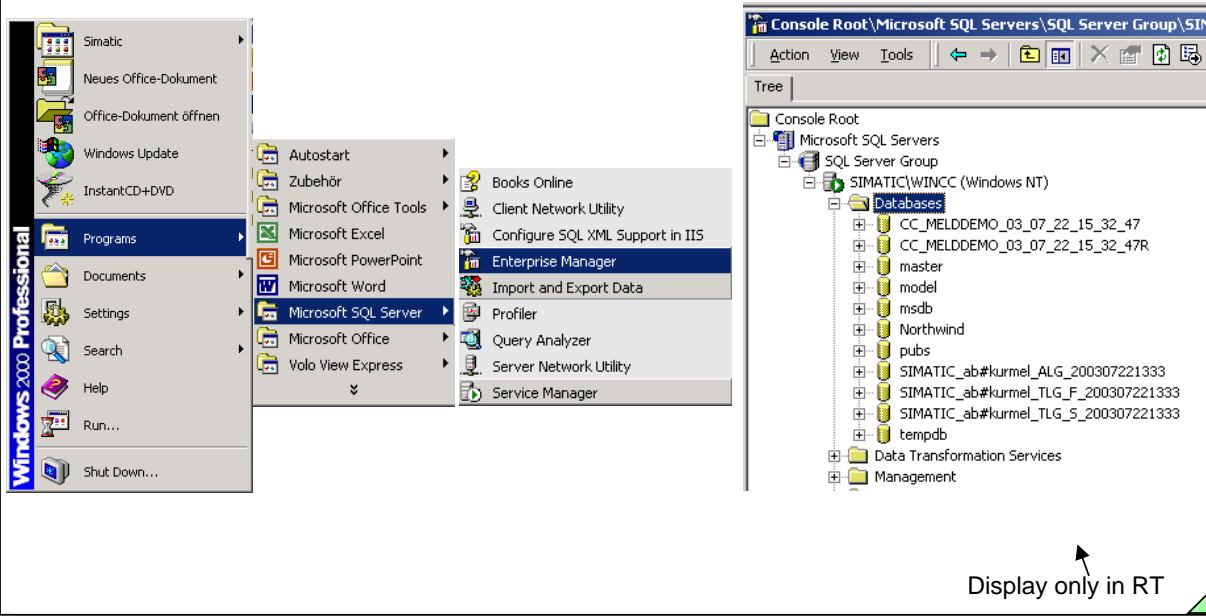 Windows 2000 Professional
Simatic
Neues Office-Dokument
Office-Dokument öffnen
Windows Update
InstantCD+DVD
Programs
Documents
Settings
Search
Help
Run...
Shut Down...
Autostart
Zubehör
Microsoft Office Tools
Microsoft Excel
Microsoft PowerPoint
Microsoft Word
Microsoft SQL Server
Microsoft Office
Volo View Express
Books Online
Client Network Utility
Configure SQL XML Support in IIS
Enterprise Manager
Import and Export Data
Profiler
Query Analyzer
Server Network Utility
Service Manager
Console Root\Microsoft SQL Servers\SQL Server Group\SIM
Action View Tools
Tree
Console Root
Microsoft SQL Servers
SQL Server Group
SIMATIC\WINCC (Windows NT)
Databases
CC_MELDDEMO_03_07_22_15_32_47
CC_MELDDEMO_03_07_22_15_32_47R
master
model
msdb
Northwind
pubs
SIMATIC_ab#kurmel_ALG_200307221333
SIMATIC_ab#kurmel_TLG_F_200307221333
SIMATIC_ab#kurmel_TLG_S_200307221333
tempdb
Data Transformation Services
Management
Display only in RT